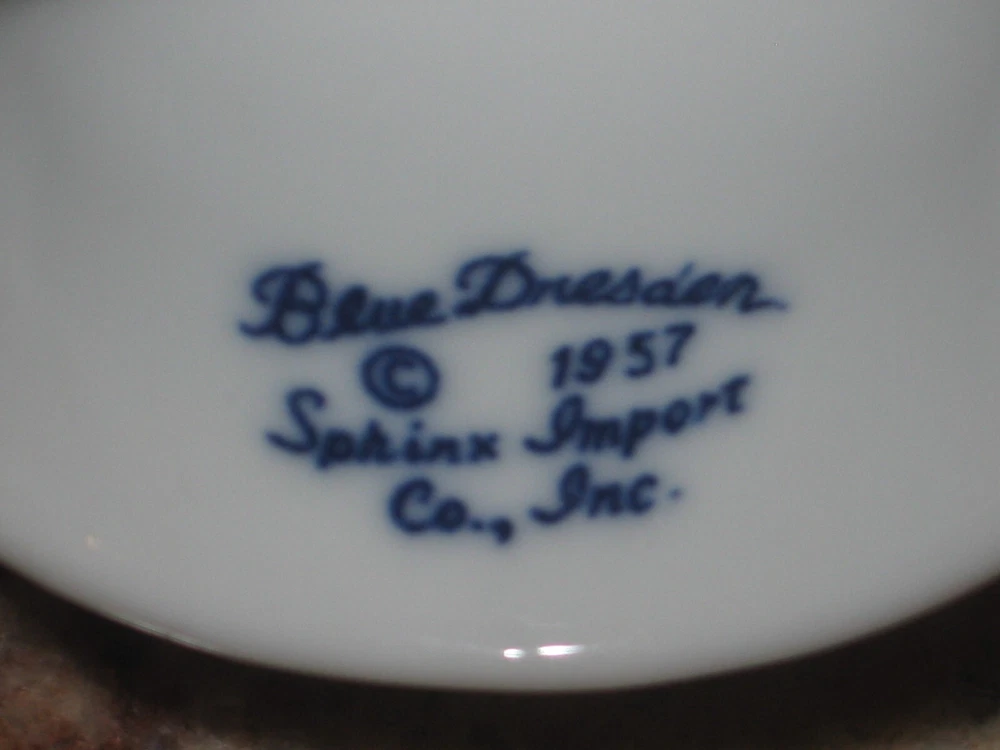 Blue Dresden
© 1957
Sphinx Import
Co., Inc.